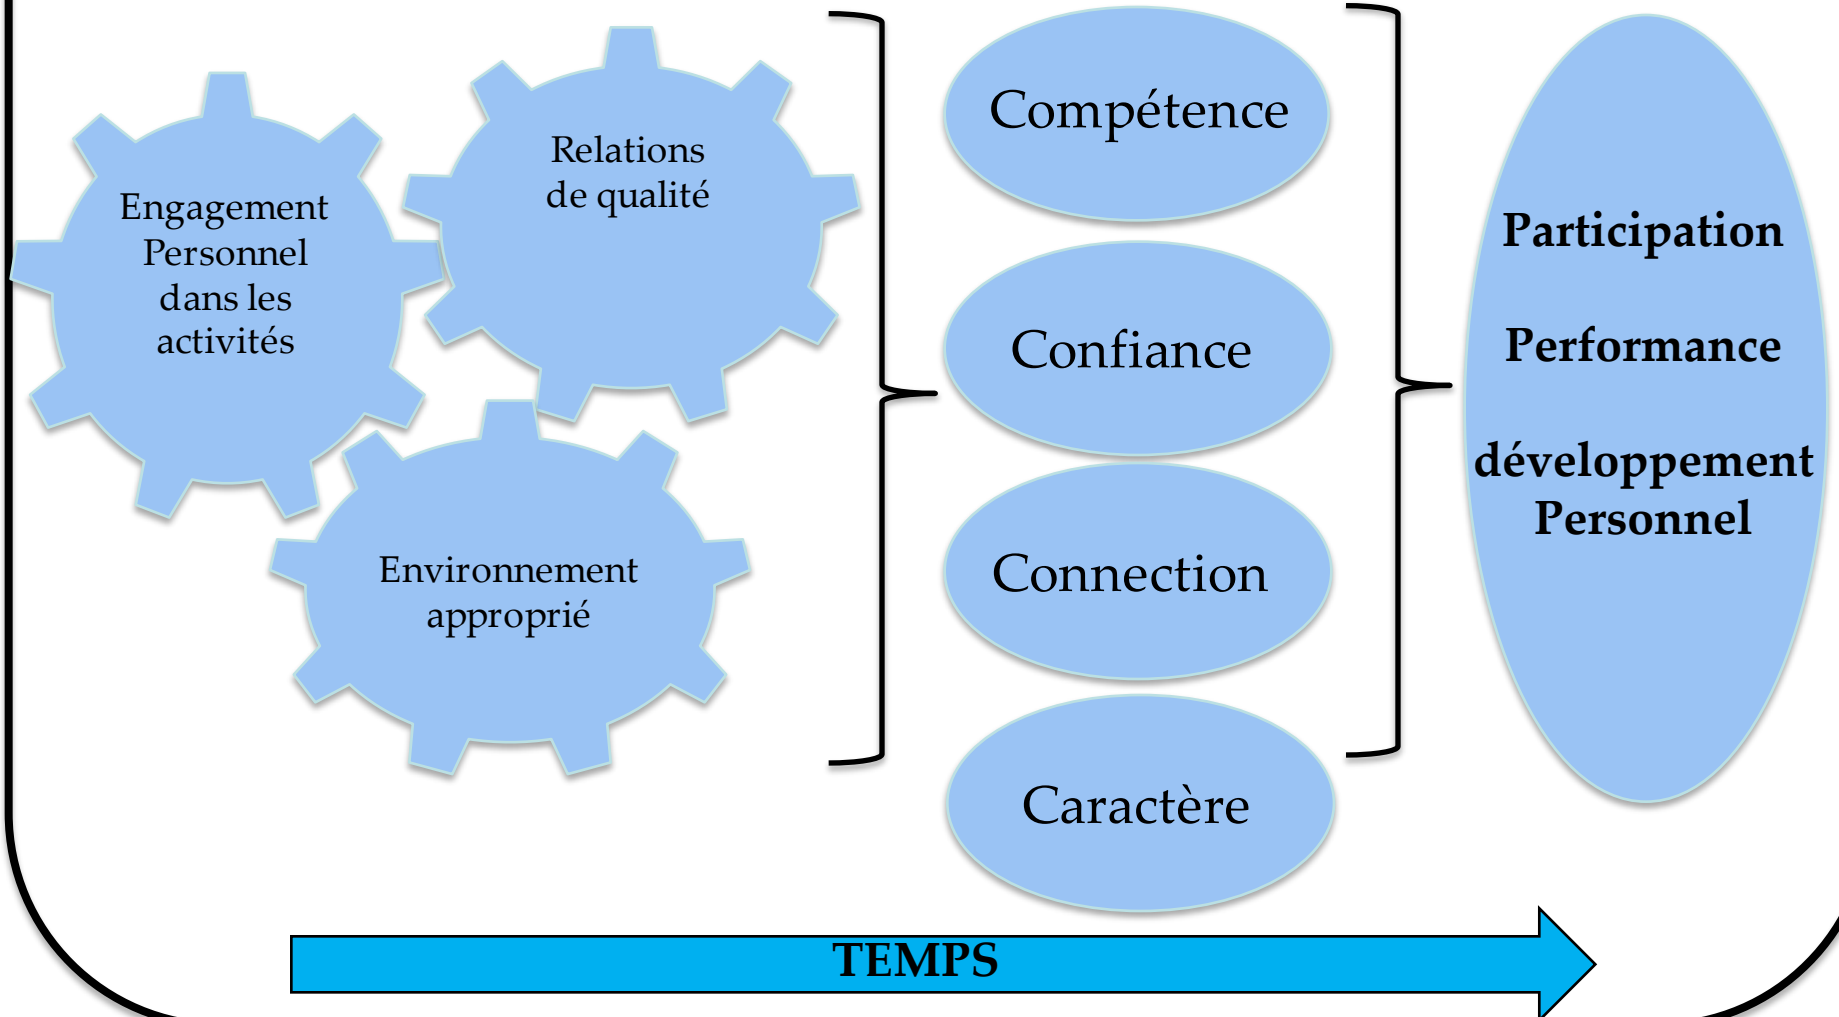 Engagement
Personnel
dans les
activités
Relations
de qualité
Environnement
approprié
Compétence
Confiance
Connection
Caractère
Participation
Performance
développement
Personnel
TEMPS